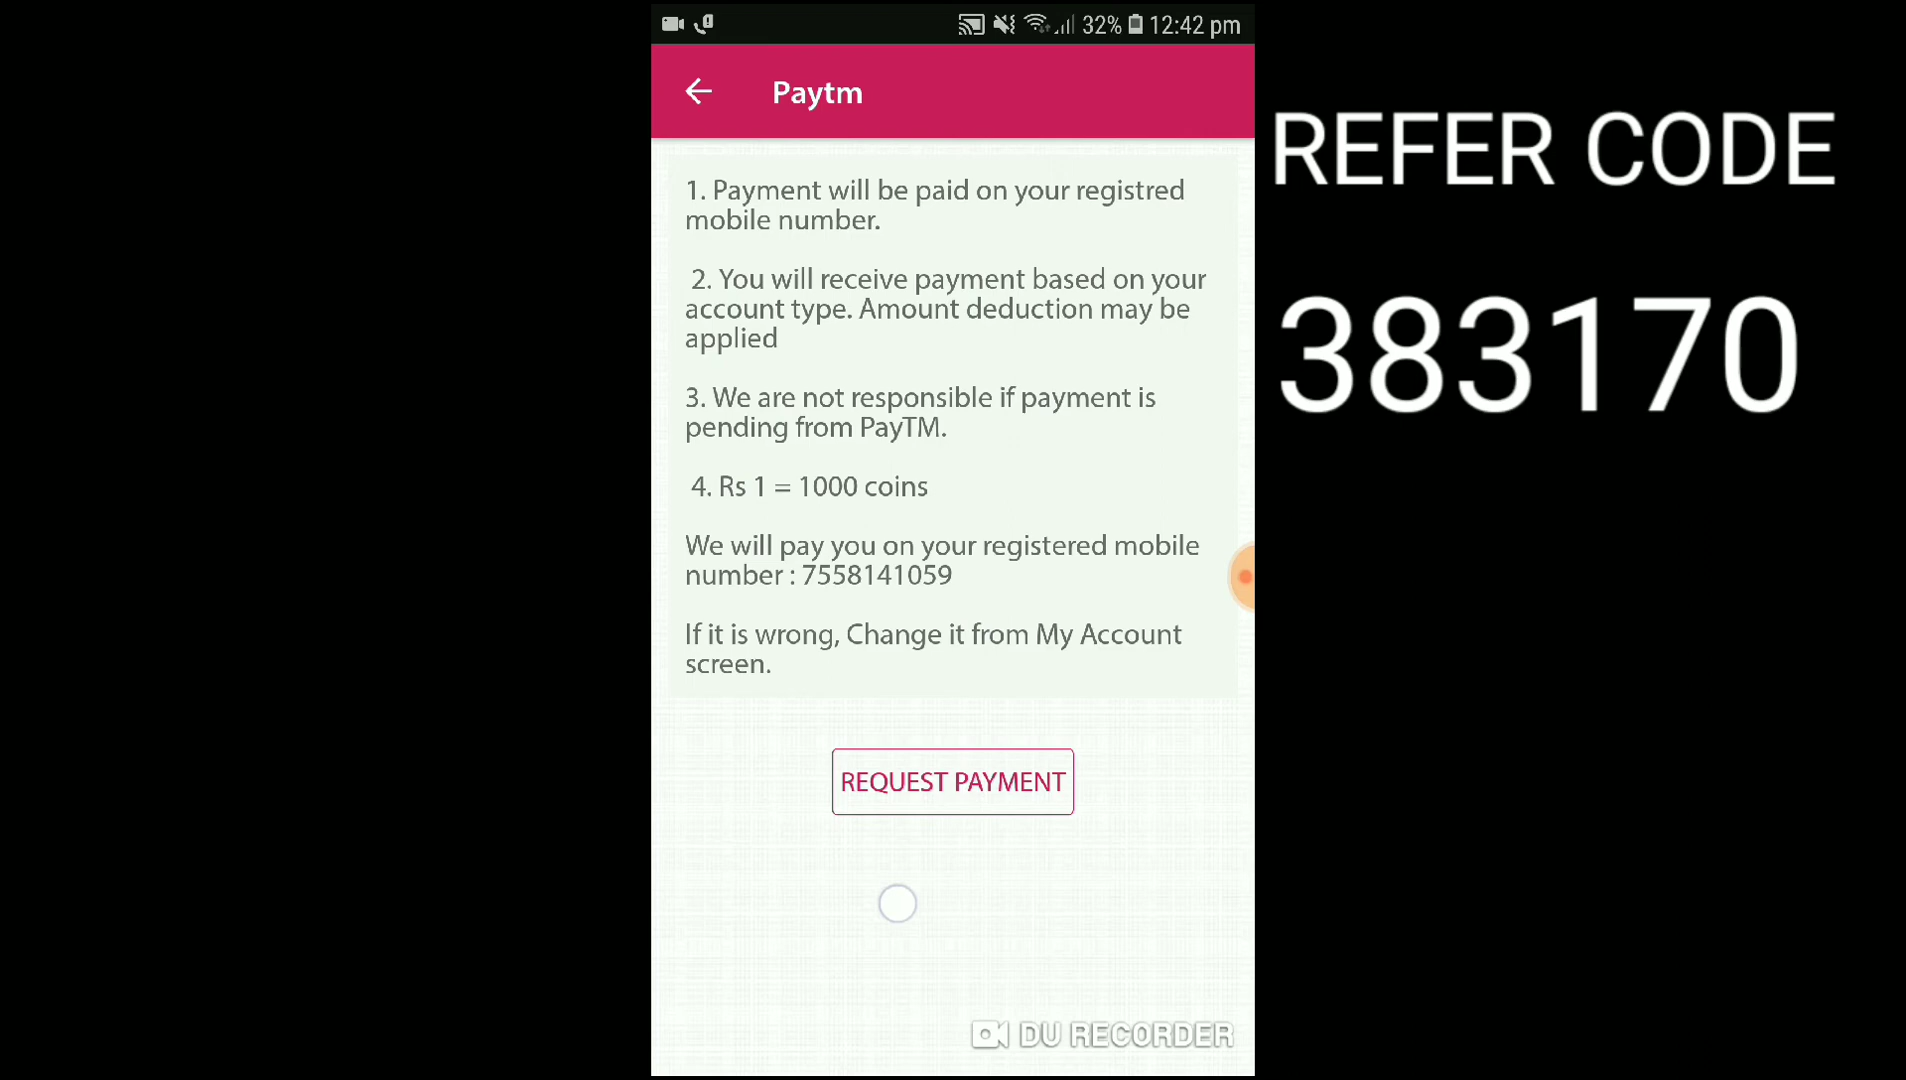 32% 12:42 pm
Paytm
1. Payment will be paid on your registred
mobile number.
2. You will receive payment based on your
account type. Amount deduction may be
applied
3. We are not responsible if payment is
pending from PayTM.
4. Rs 1 = 1000 coins
We will pay you on your registered mobile
number : 7558141059
If it is wrong, Change it from My Account
screen.
REQUEST PAYMENT
DU RECORDER
REFER CODE
383170